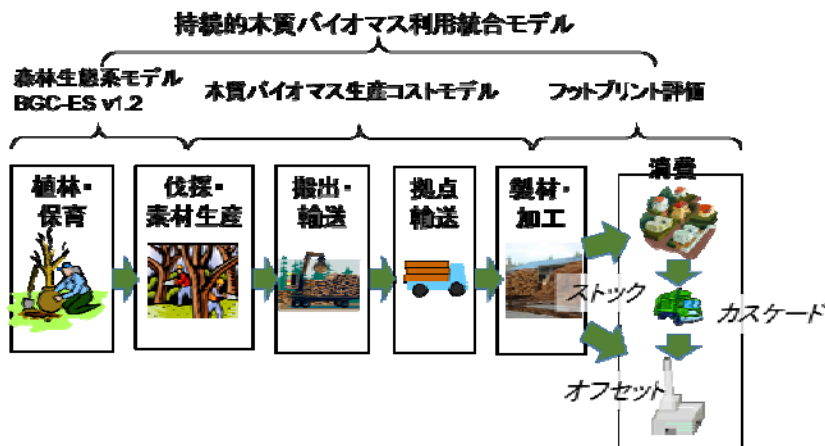 持続的木質バイオマス利用統合モデル
森林生態系モデル
BGC-ES v1.2
木質バイオマス生産コストモデル
フットプリント評価
植林・
保育
伐採・
素材生産
搬出・
輸送
拠点
輸送
製材・
加工
消費
ストック
カスケード
オフセット